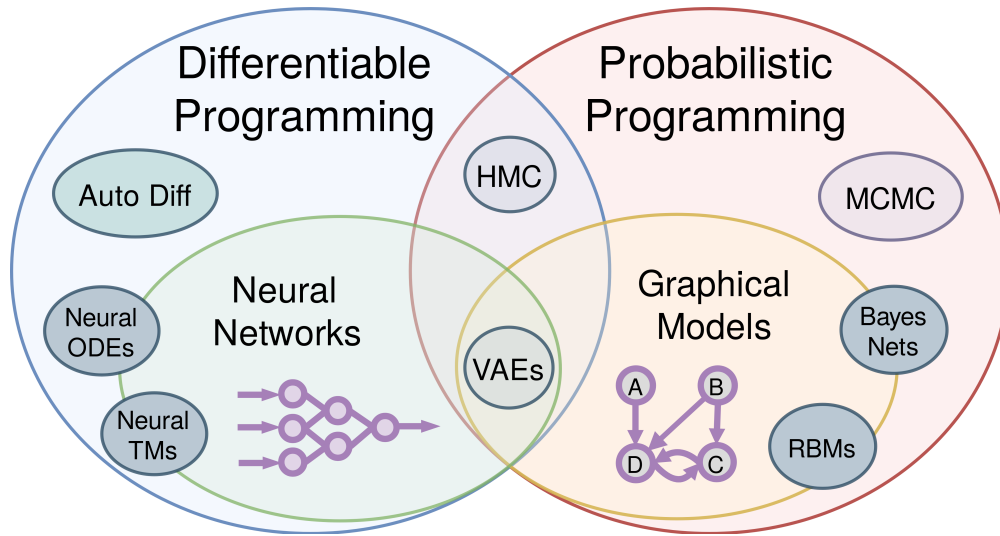 Differentiable
Programming
Probabilistic
Programming
HMC
Auto Diff
MCMC
Neural
Networks
Graphical
Models
Neural
ODEs
Bayes
Nets
VAEs
A
B
Neural
TMs
RBMs
D
C